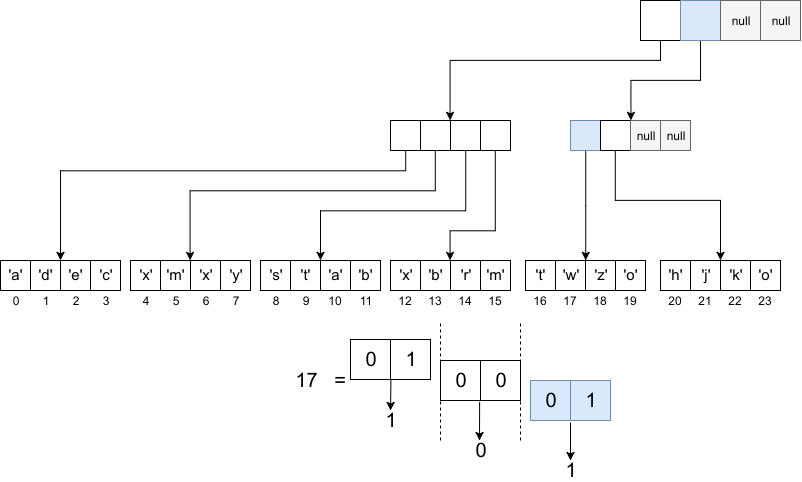 null null
null null
'a' 'd' 'e' 'c' 'x' 'm' 'x' 'y' 's' 't' 'a' 'b' 'x' 'b' 'r' 'm' 't' 'w' 'z' 'o' 'h' 'j' 'k' 'o'
0 1 2 3 4 5 6 7 8 9 10 11 12 13 14 15 16 17 18 19 20 21 22 23
17 = 0 1 0 0 0 1
1
0
1